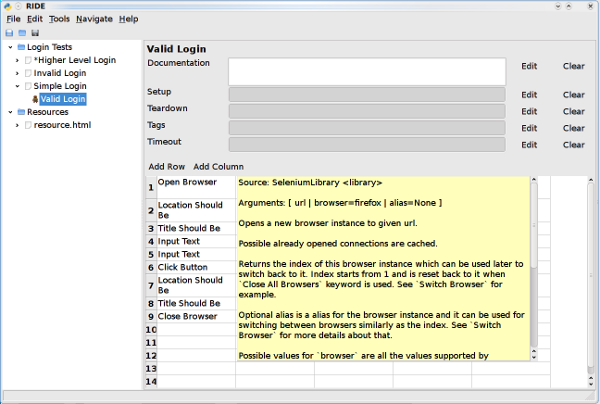 RIDE
File Edit Tools Navigate Help
Login Tests
*Higher Level Login
Invalid Login
Simple Login
Valid Login
Resources
resource.html
Valid Login
Documentation Edit Clear
Setup Edit Clear
Teardown Edit Clear
Tags Edit Clear
Timeout Edit Clear
Add Row Add Column
1 Open Browser
2 Location Should
Be
3 Title Should Be
4 Input Text
5 Input Text
6 Click Button
7 Location Should
Be
8 Title Should Be
9 Close Browser
10
11
12
13
14
Source: SeleniumLibrary <library>
Arguments: [ url | browser=firefox | alias=None ]
Opens a new browser instance to given url.
Possible already opened connections are cached.
Returns the index of this browser instance which can be used later to
switch back to it. Index starts from 1 and is reset back to it when
`Close All Browsers` keyword is used. See `Switch Browser` for
example.
Optional alias is a alias for the browser instance and it can be used for
switching between browsers similarly as the index. See `Switch
Browser` for more details about that.
Possible values for `browser` are all the values supported by